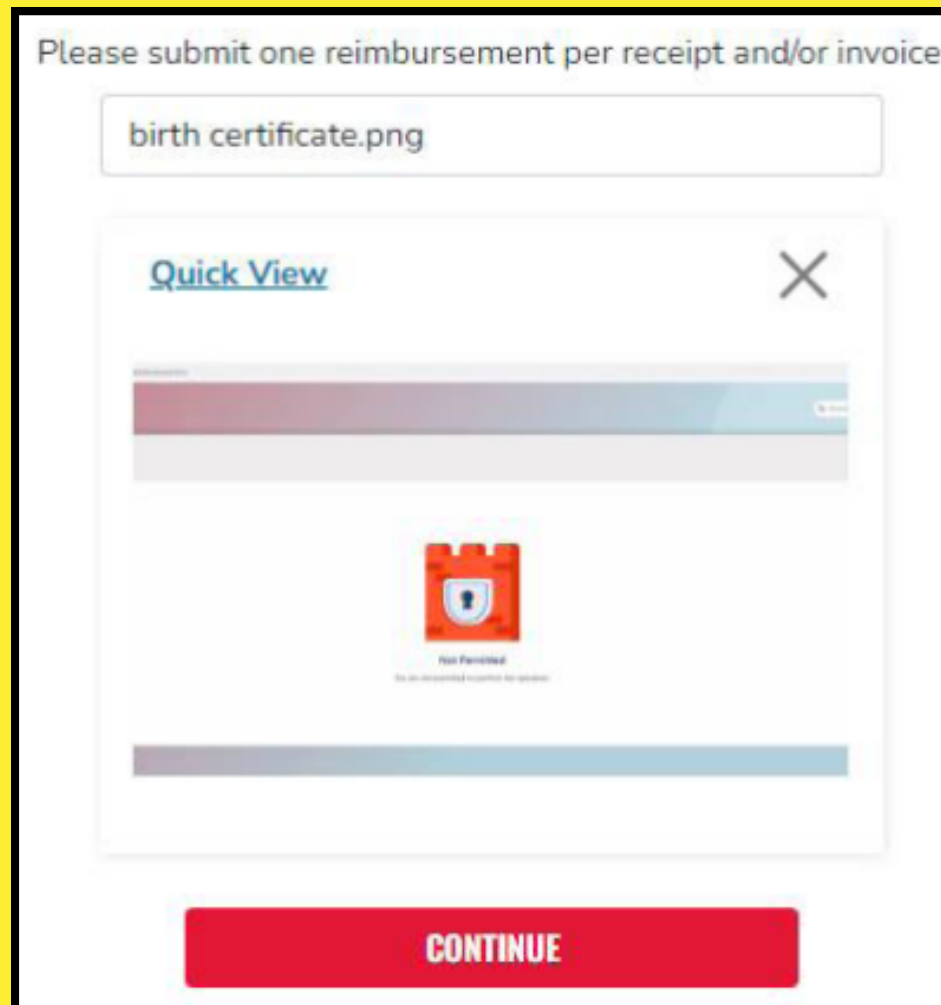 Please submit one reimbursement per receipt and/or invoice
birth certificate.png
Quick View
Not Permitted
CONTINUE